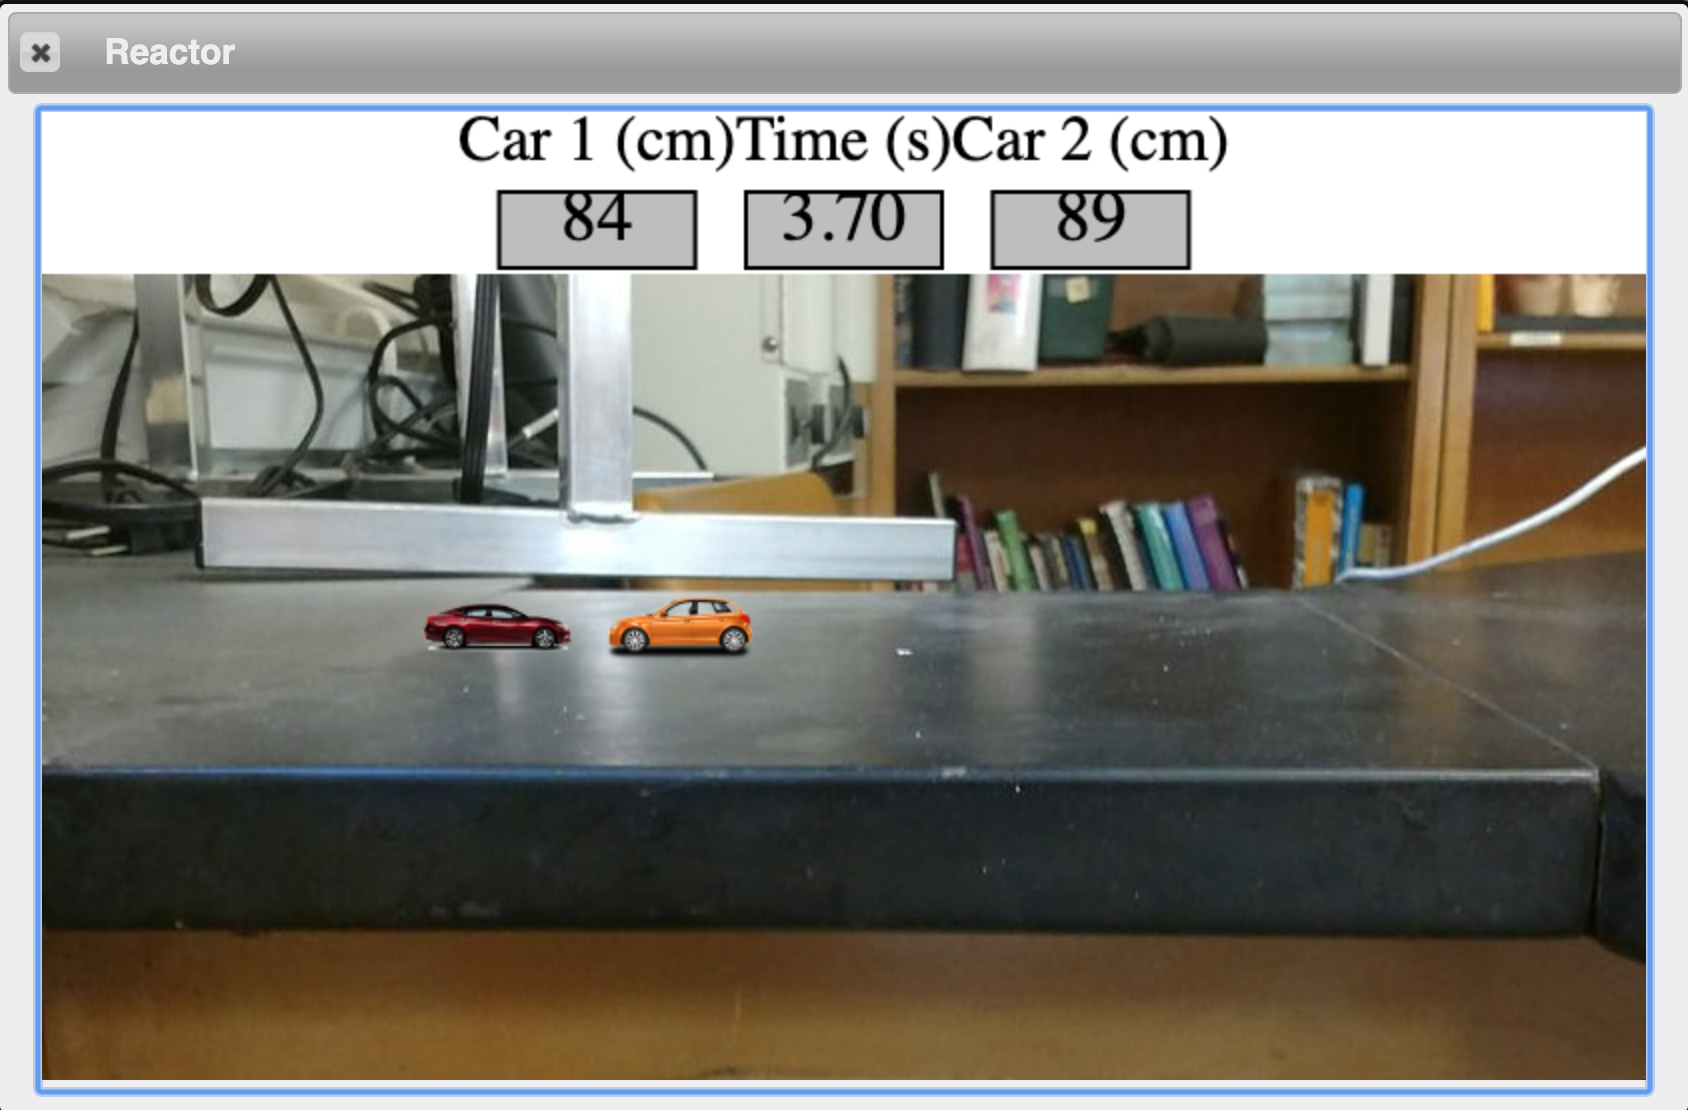 Reactor
Car 1 (cm)Time (s)Car 2 (cm)
84 3.70 89